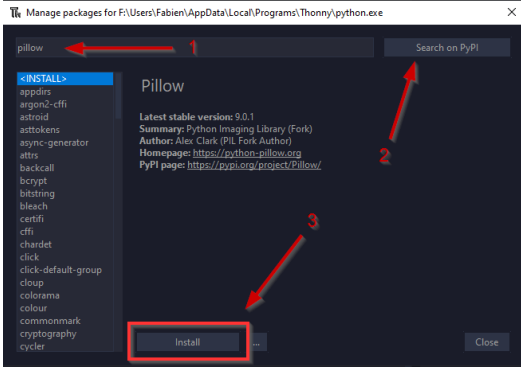 Manage packages for F:\Users\Fabien\AppData\Local\Programs\Thonny\python.exe
pillow
1
Search on PyPI
2
<INSTALL>
appdirs
argon2-cffi
astroid
asttokens
async-generator
attrs
backcall
bcrypt
bitstring
bleach
certifi
cffi
chardet
click
click-default-group
cloup
colorama
colour
commonmark
cryptography
cycler
Pillow
Latest stable version: 9.0.1
Summary: Python Imaging Library (Fork)
Author: Alex Clark (PIL Fork Author)
Homepage: https://python-pillow.org
PyPI page: https://pypi.org/project/Pillow/
3
Install
...
Close